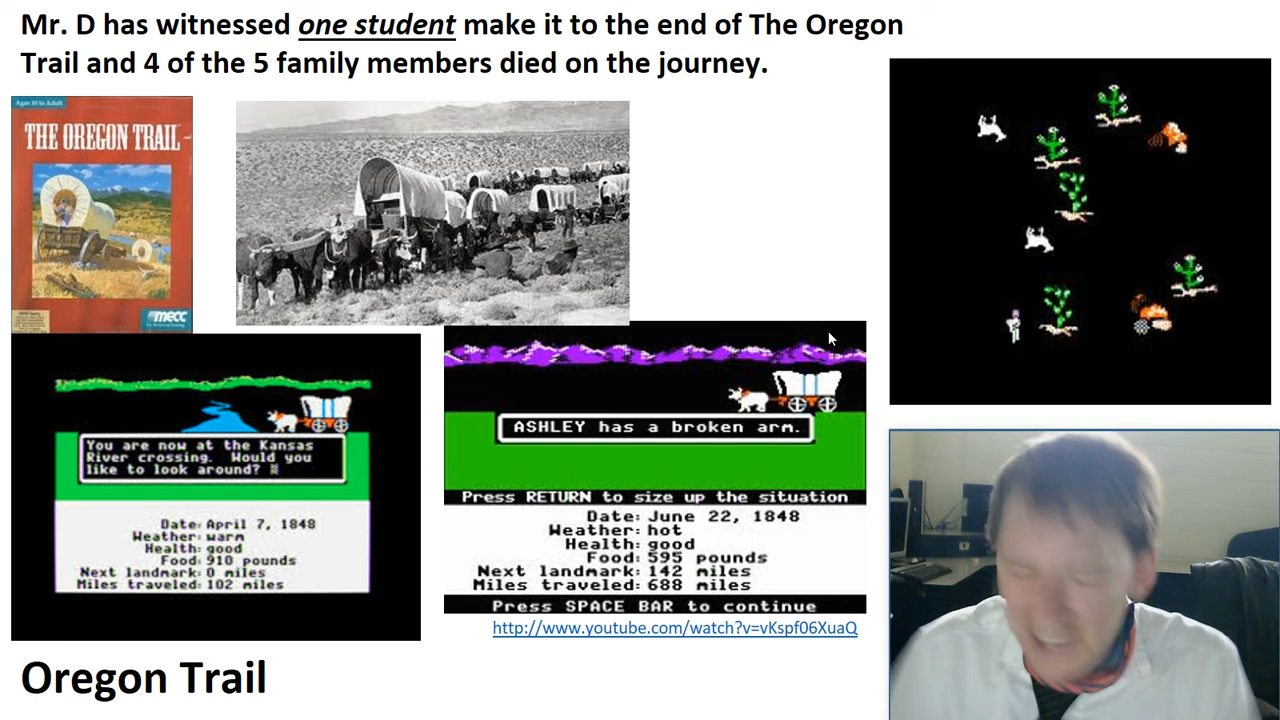 Mr. D has witnessed one student make it to the end of The Oregon
Trail and 4 of the 5 family members died on the journey.
Ages 10 to Adult
THE OREGON TRAIL
mecc
You are now at the Kansas
River crossing. Would you
like to look around?
Date: April 7, 1848
Weather: warm
Health: good
Food: 910 pounds
Next landmark: 0 miles
Miles traveled: 102 miles
ASHLEY has a broken arm.
Press RETURN to size up the situation
Date: June 22, 1848
Weather: hot
Health: good
Food: 595 pounds
Next landmark: 142 miles
Miles traveled: 688 miles
Press SPACE BAR to continue
http://www.youtube.com/watch?v=vKspf06XuaQ
Oregon Trail